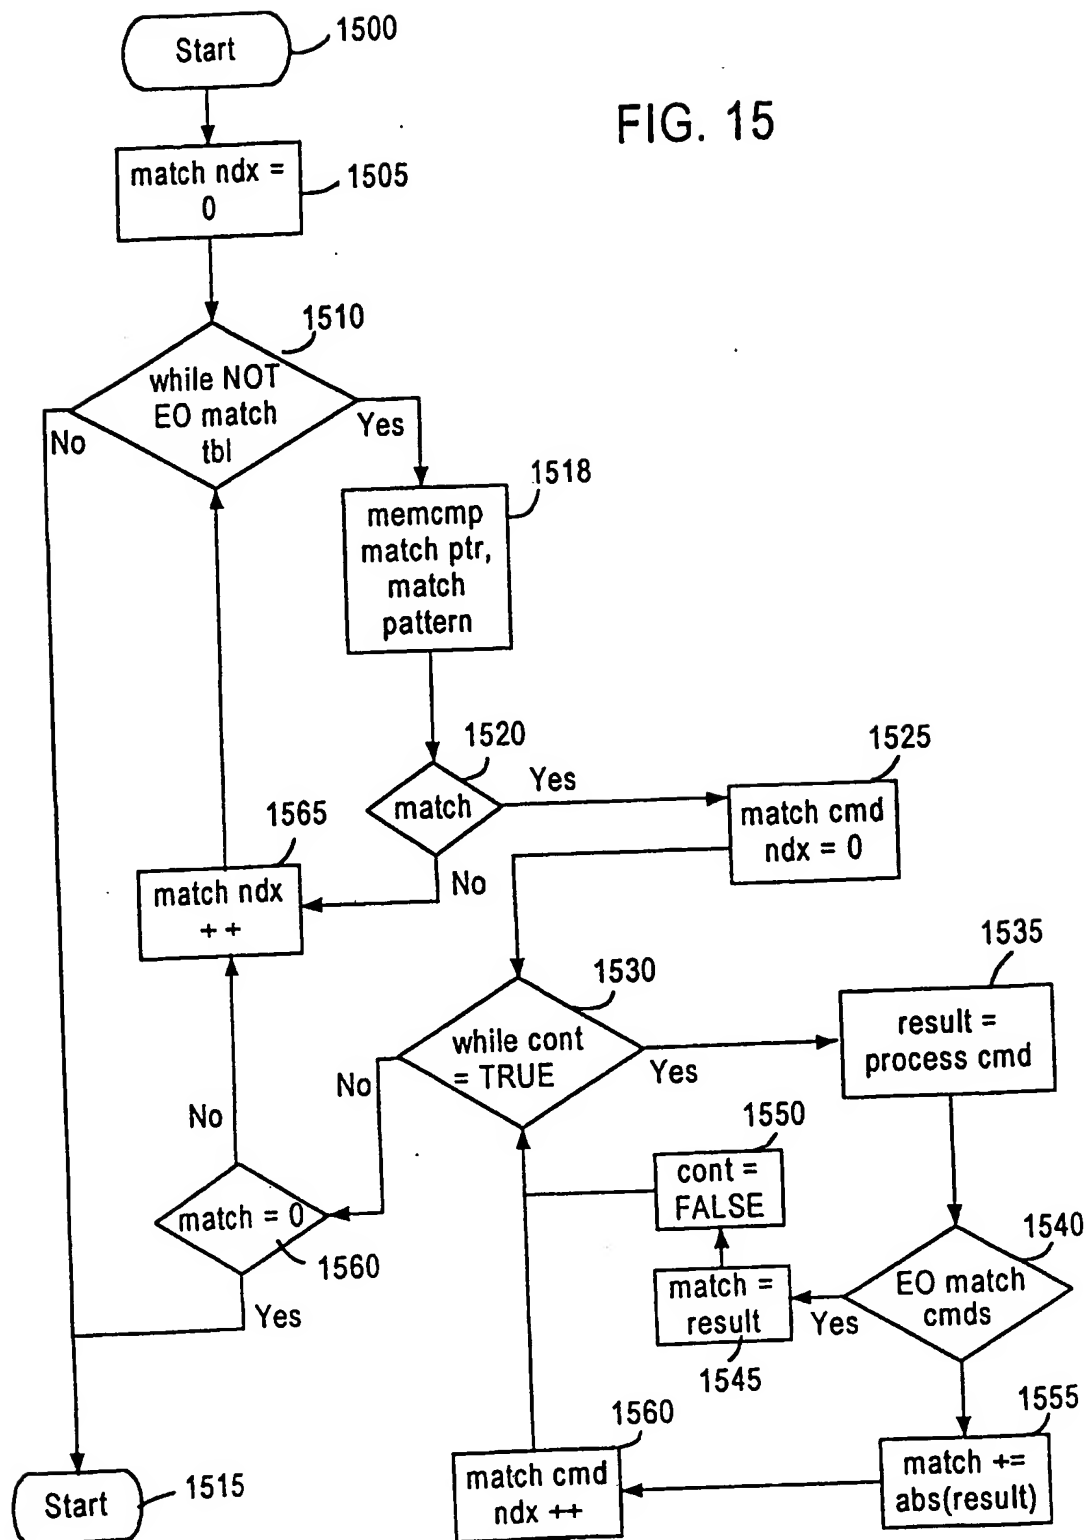 Start
1500
FIG. 15
match ndx =
0
1505
1510
while NOT
EO match
tbl
No
Yes
1518
memcmp
match ptr,
match
pattern
1520
match
Yes
No
1525
match cmd
ndx = 0
1565
match ndx
+ +
1530
while cont
= TRUE
No
Yes
1535
result =
process cmd
No
match = 0
1560
Yes
1550
cont =
FALSE
1540
EO match
cmds
Yes
match =
result
1545
1555
match +=
abs(result)
1560
match cmd
ndx ++
Start
1515